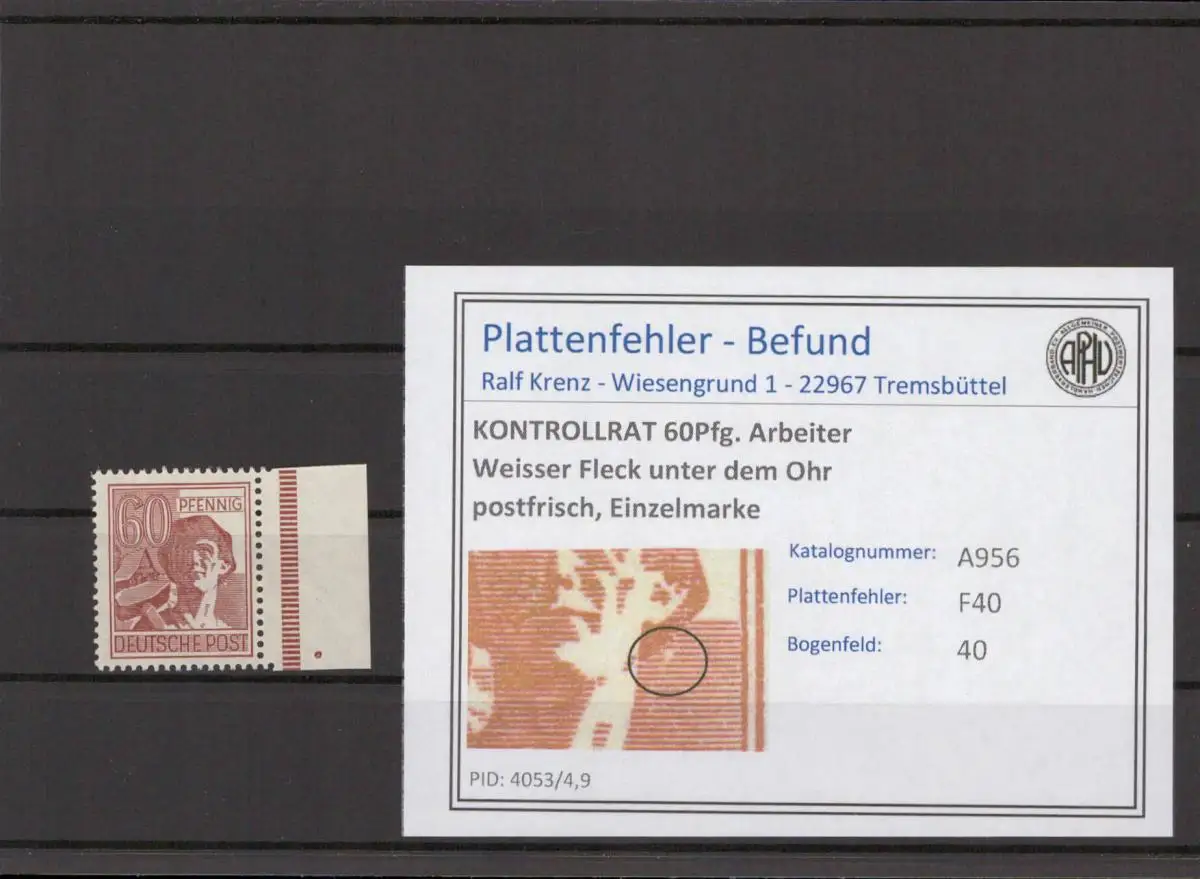 60 PFENNIG
DEUTSCHE POST
Plattenfehler - Befund
Ralf Krenz - Wiesengrund 1 - 22967 Tremsbüttel
APHV
KONTROLLRAT 60Pfg. Arbeiter
Weisser Fleck unter dem Ohr
postfrisch, Einzelmarke
Katalognummer: A956
Plattenfehler: F40
Bogenfeld: 40
PID: 4053/4,9